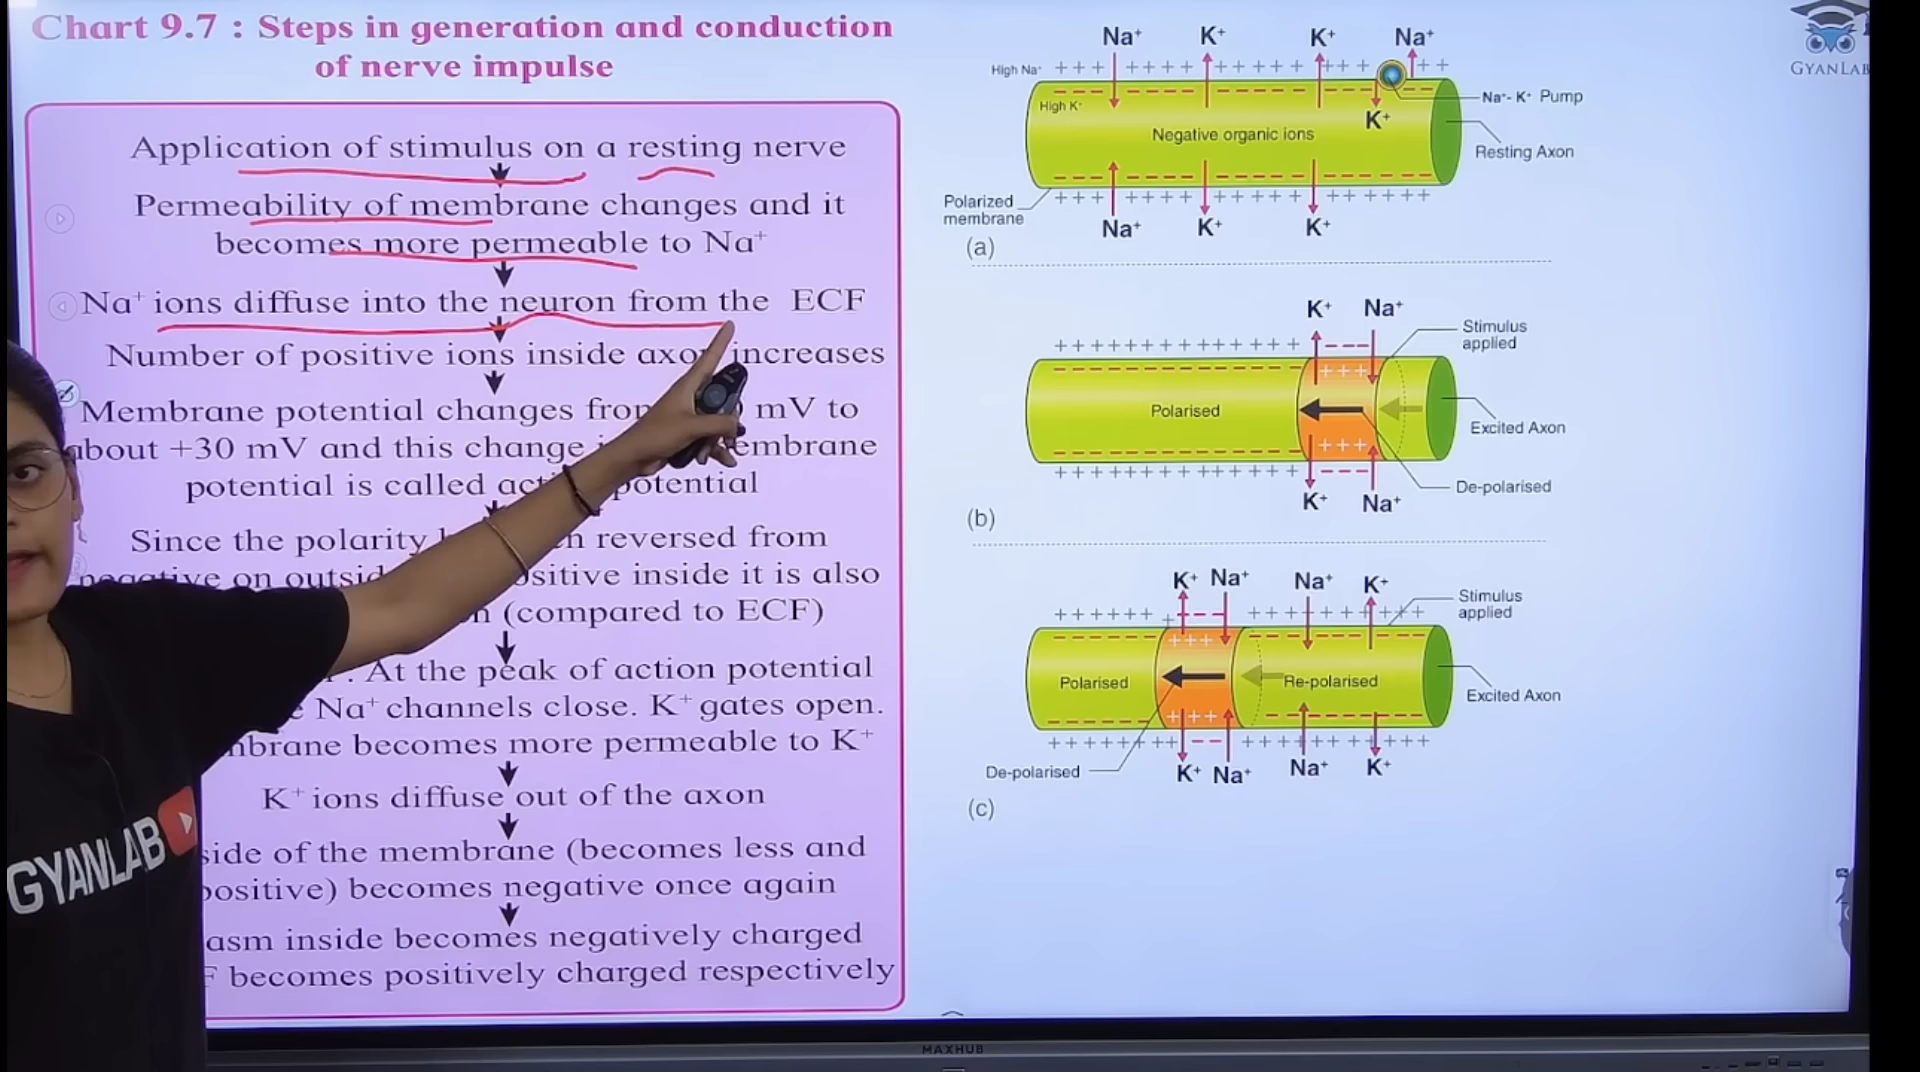 Chart 9.7 : Steps in generation and conduction
of nerve impulse
Application of stimulus on a resting nerve
Permeability of membrane changes and it
becomes more permeable to Na⁺
Na⁺ ions diffuse into the neuron from the ECF
Number of positive ions inside axon increases
Membrane potential changes from mV to
about +30 mV and this change membrane
potential is called potential
Since the polarity reversed from
negative on outside positive inside it is also
(compared to ECF)
At the peak of action potential
Na⁺ channels close. K⁺ gates open.
becomes more permeable to K⁺
K⁺ ions diffuse out of the axon
side of the membrane (becomes less and
positive) becomes negative once again
inside becomes negatively charged
becomes positively charged respectively
Na⁺ K⁺ K⁺ Na⁺
High Na⁺ +++ ++++ +++++ +++ ++
High K⁺
K⁺
Na⁺- K⁺ Pump
Negative organic ions
Resting Axon
Polarized
membrane
Na⁺ K⁺ K⁺
(a)
K⁺ Na⁺
Stimulus
applied
+++
Polarised
Excited Axon
+++
De-polarised
K⁺ Na⁺
(b)
K⁺ Na⁺ Na⁺ K⁺
Stimulus
applied
+++
Polarised
Re-polarised
Excited Axon
+++
De-polarised
K⁺ Na⁺ Na⁺ K⁺
(c)
GYANLAB
GYANLAB
MAXHUB